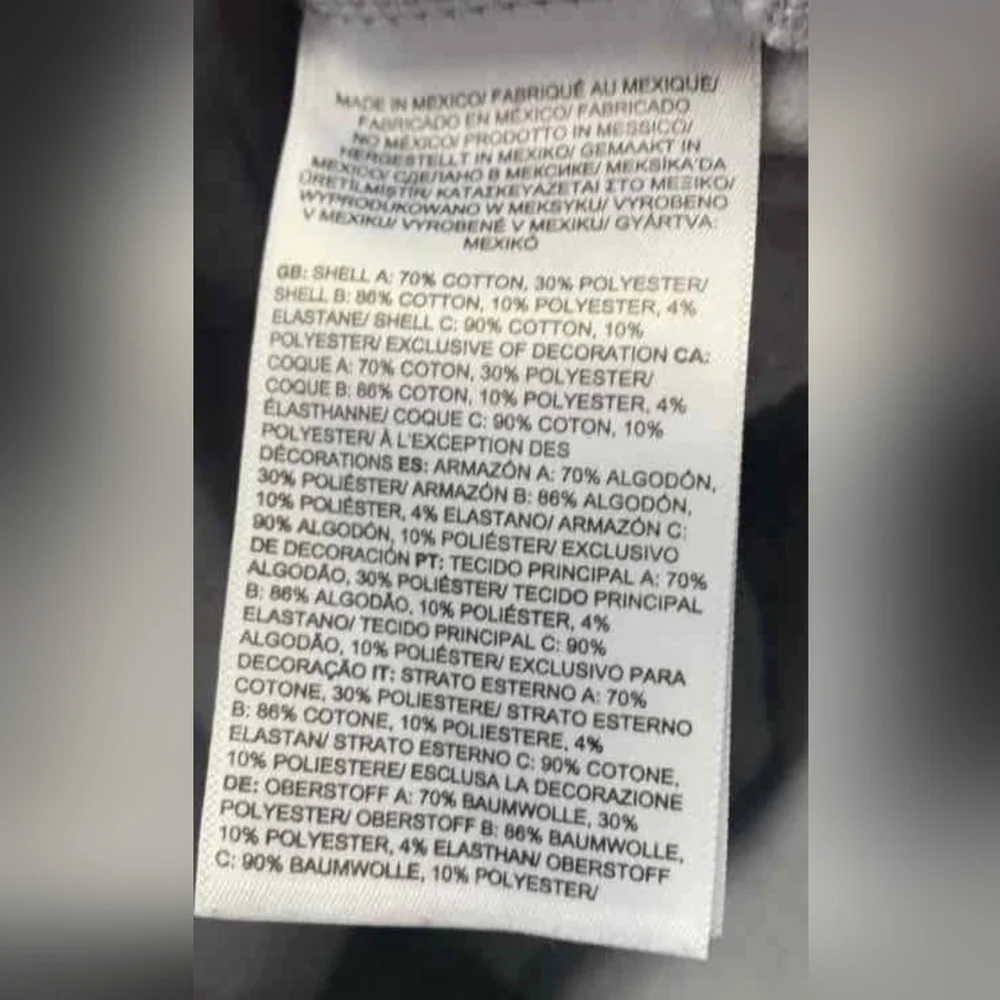 MADE IN MEXICO/ FABRIQUÉ AU MEXIQUE/
FABRICADO EN MÉXICO/ FABRICADO
NO MÉXICO/ PRODOTTO IN MESSICO/
HERGESTELLT IN MEXIKO/ GEMAAKT IN
MEXICO/ СДЕЛАНО В МЕКСИКЕ/ MEKSİKA'DA
ÜRETİLMİŞTİR/ ΚΑΤΑΣΚΕΥΑΖΕΤΑΙ ΣΤΟ ΜΕΞΙΚΟ/
WYPRODUKOWANO W MEKSYKU/ VYROBENO
V MEXIKU/ VYROBENÉ V MEXIKU/ GYÁRTVA:
MEXIKÓ
GB: SHELL A: 70% COTTON, 30% POLYESTER/
SHELL B: 86% COTTON, 10% POLYESTER, 4%
ELASTANE/ SHELL C: 90% COTTON, 10%
POLYESTER/ EXCLUSIVE OF DECORATION CA:
COQUE A: 70% COTON, 30% POLYESTER/
COQUE B: 86% COTON, 10% POLYESTER, 4%
ÉLASTHANNE/ COQUE C: 90% COTON, 10%
POLYESTER/ À L'EXCEPTION DES
DÉCORATIONS ES: ARMAZÓN A: 70% ALGODÓN,
30% POLIÉSTER/ ARMAZÓN B: 86% ALGODÓN,
10% POLIÉSTER, 4% ELASTANO/ ARMAZÓN C:
90% ALGODÓN, 10% POLIÉSTER/ EXCLUSIVO
DE DECORACIÓN PT: TECIDO PRINCIPAL A: 70%
ALGODÃO, 30% POLIÉSTER/ TECIDO PRINCIPAL
B: 86% ALGODÃO, 10% POLIÉSTER, 4%
ELASTANO/ TECIDO PRINCIPAL C: 90%
ALGODÃO, 10% POLIÉSTER/ EXCLUSIVO PARA
DECORAÇÃO IT: STRATO ESTERNO A: 70%
COTONE, 30% POLIESTERE/ STRATO ESTERNO
B: 86% COTONE, 10% POLIESTERE, 4%
ELASTAN/ STRATO ESTERNO C: 90% COTONE,
10% POLIESTERE/ ESCLUSA LA DECORAZIONE
DE: OBERSTOFF A: 70% BAUMWOLLE, 30%
POLYESTER/ OBERSTOFF B: 86% BAUMWOLLE,
10% POLYESTER, 4% ELASTHAN/ OBERSTOFF
C: 90% BAUMWOLLE, 10% POLYESTER/